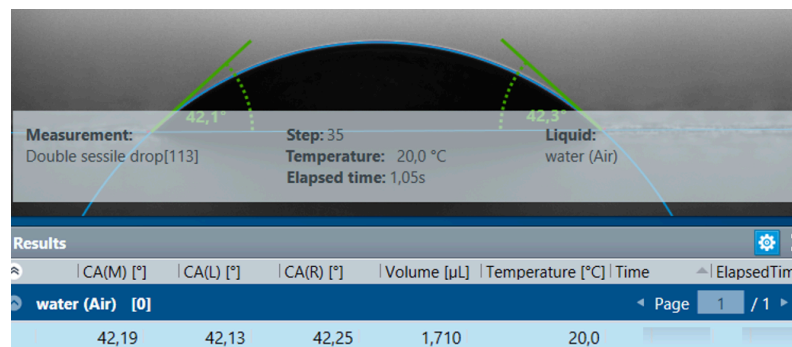 42,1° 42,3°
Measurement: Step: 35 Liquid:
Double sessile drop[113] Temperature: 20,0 °C water (Air)
Elapsed time: 1,05s
Results
CA(M) [°] CA(L) [°] CA(R) [°] Volume [µL] Temperature [°C] Time ElapsedTim
water (Air) [0] Page 1 / 1
42,19 42,13 42,25 1,710 20,0